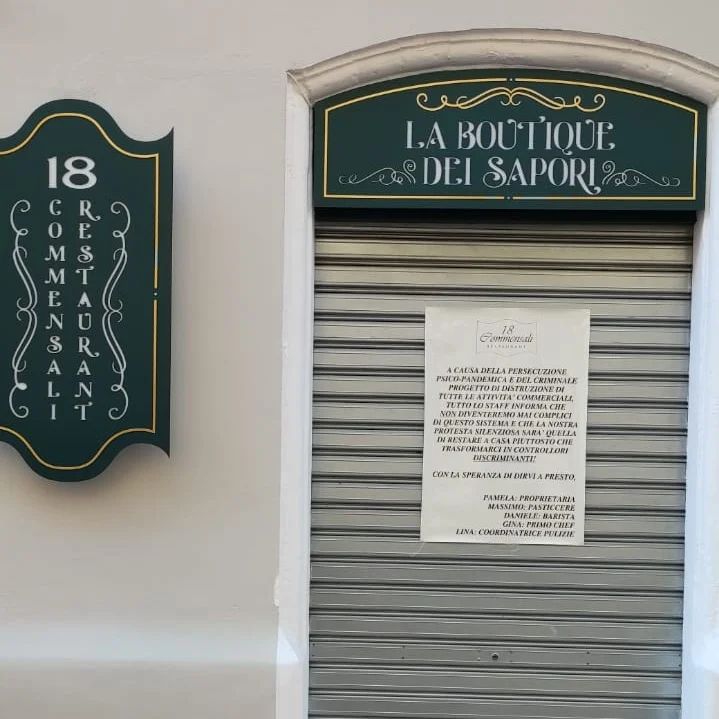 18
COMMENSALI
RESTAURANT
LA BOUTIQUE
DEI SAPORI
18
Commensali
RESTAURANT
A CAUSA DELLA PERSECUZIONE
PSICO-PANDEMICA E DEL CRIMINALE
PROGETTO DI DISTRUZIONE DI
TUTTE LE ATTIVITA' COMMERCIALI,
TUTTO LO STAFF INFORMA CHE
NON DIVENTEREMO MAI COMPLICI
DI QUESTO SISTEMA E CHE LA NOSTRA
PROTESTA SILENZIOSA SARA' QUELLA
DI RESTARE A CASA PIUTTOSTO CHE
TRASFORMARCI IN CONTROLLORI
DISCRIMINANTI!
CON LA SPERANZA DI DIRVI A PRESTO,
PAMELA: PROPRIETARIA
MASSIMO: PASTICCERE
DANIELE: BARISTA
GINA: PRIMO CHEF
LINA: COORDINATRICE PULIZIE